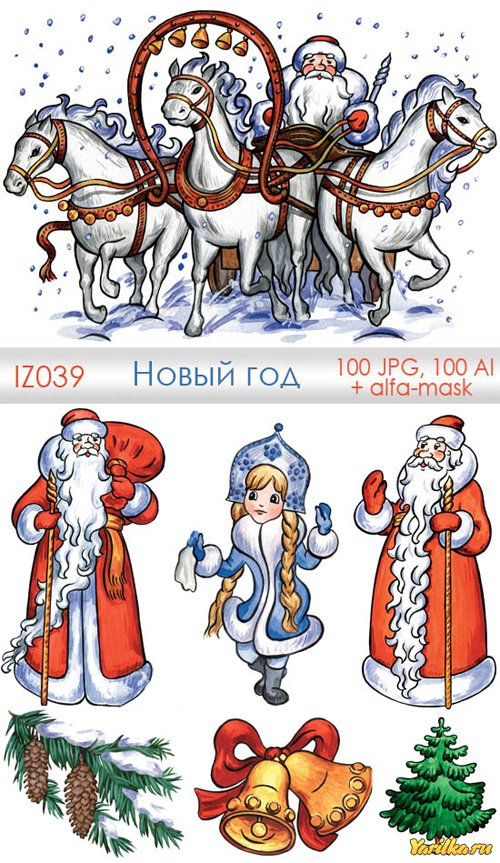 IZ039
Новый год
100 JPG, 100 AI
+ alfa-mask
Yarilka.ru